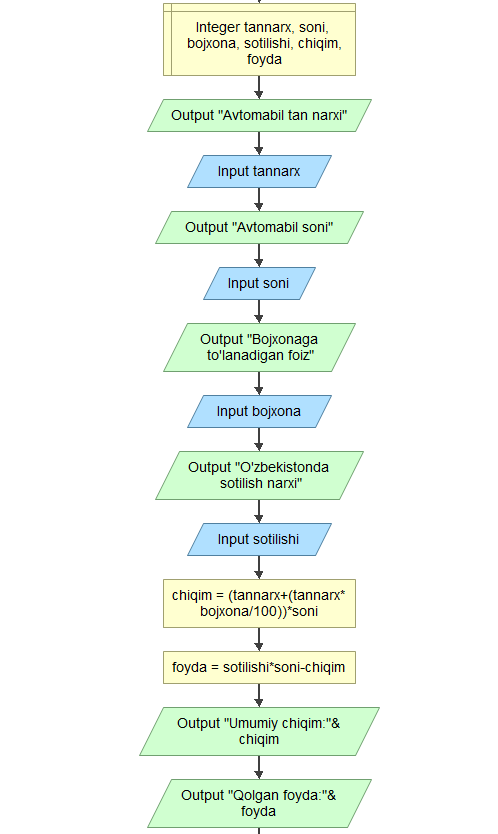 Integer tannarx, soni,
bojxona, sotilishi, chiqim,
foyda
Output "Avtomabil tan narxi"
Input tannarx
Output "Avtomabil soni"
Input soni
Output "Bojxonaga
to'lanadigan foiz"
Input bojxona
Output "O'zbekistonda
sotilish narxi"
Input sotilishi
chiqim = (tannarx+(tannarx*
bojxona/100))*soni
foyda = sotilishi*soni-chiqim
Output "Umumiy chiqim:"&
chiqim
Output "Qolgan foyda:"&
foyda